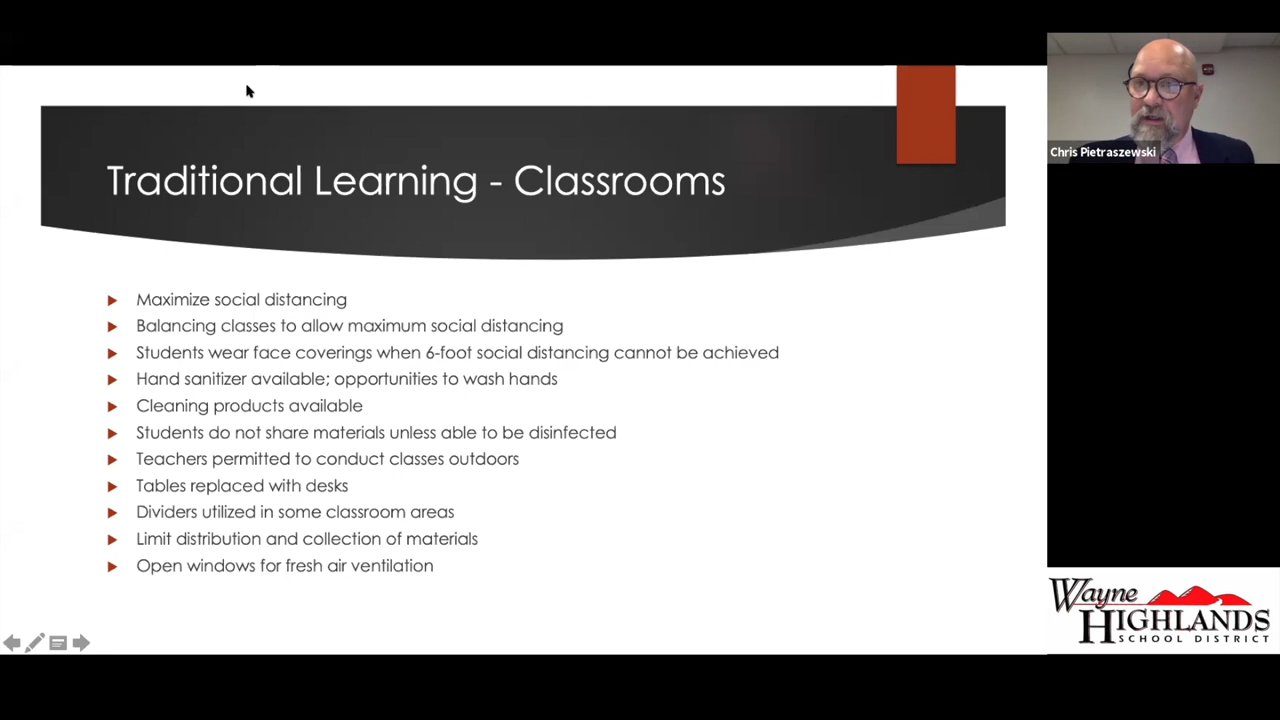 Traditional Learning - Classrooms
Maximize social distancing
Balancing classes to allow maximum social distancing
Students wear face coverings when 6-foot social distancing cannot be achieved
Hand sanitizer available; opportunities to wash hands
Cleaning products available
Students do not share materials unless able to be disinfected
Teachers permitted to conduct classes outdoors
Tables replaced with desks
Dividers utilized in some classroom areas
Limit distribution and collection of materials
Open windows for fresh air ventilation
Chris Pietraszewski
Wayne
HIGHLANDS
SCHOOL DISTRICT